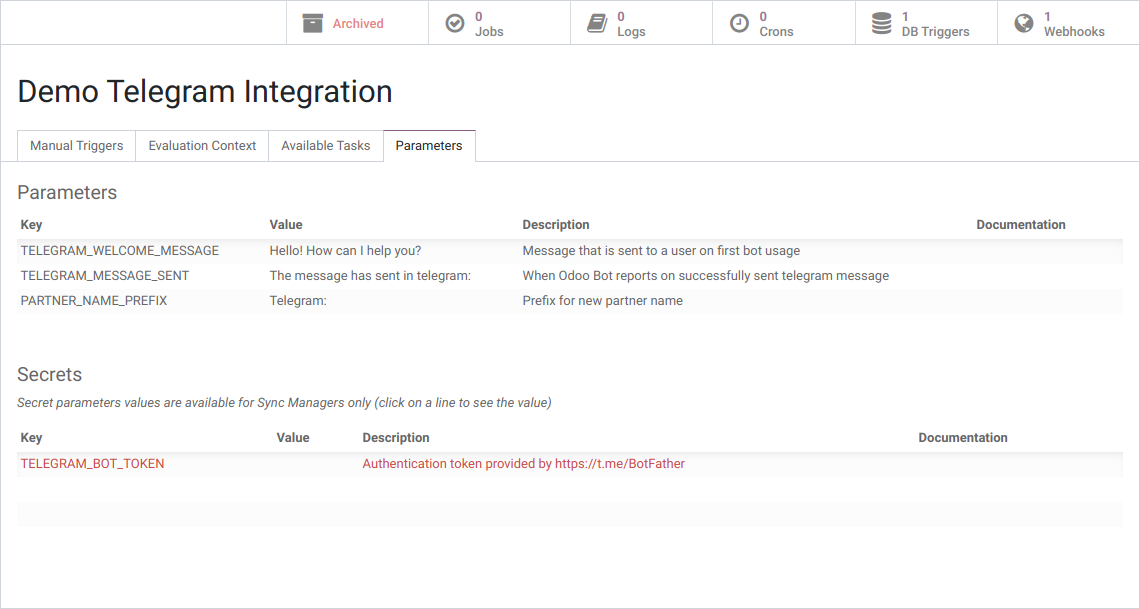 Archived
0
Jobs
0
Logs
0
Crons
1
DB Triggers
1
Webhooks
Demo Telegram Integration
Manual Triggers Evaluation Context Available Tasks Parameters
Parameters
Key Value Description Documentation
TELEGRAM_WELCOME_MESSAGE Hello! How can I help you? Message that is sent to a user on first bot usage
TELEGRAM_MESSAGE_SENT The message has sent in telegram: When Odoo Bot reports on successfully sent telegram message
PARTNER_NAME_PREFIX Telegram: Prefix for new partner name
Secrets
Secret parameters values are available for Sync Managers only (click on a line to see the value)
Key Value Description Documentation
TELEGRAM_BOT_TOKEN Authentication token provided by https://t.me/BotFather